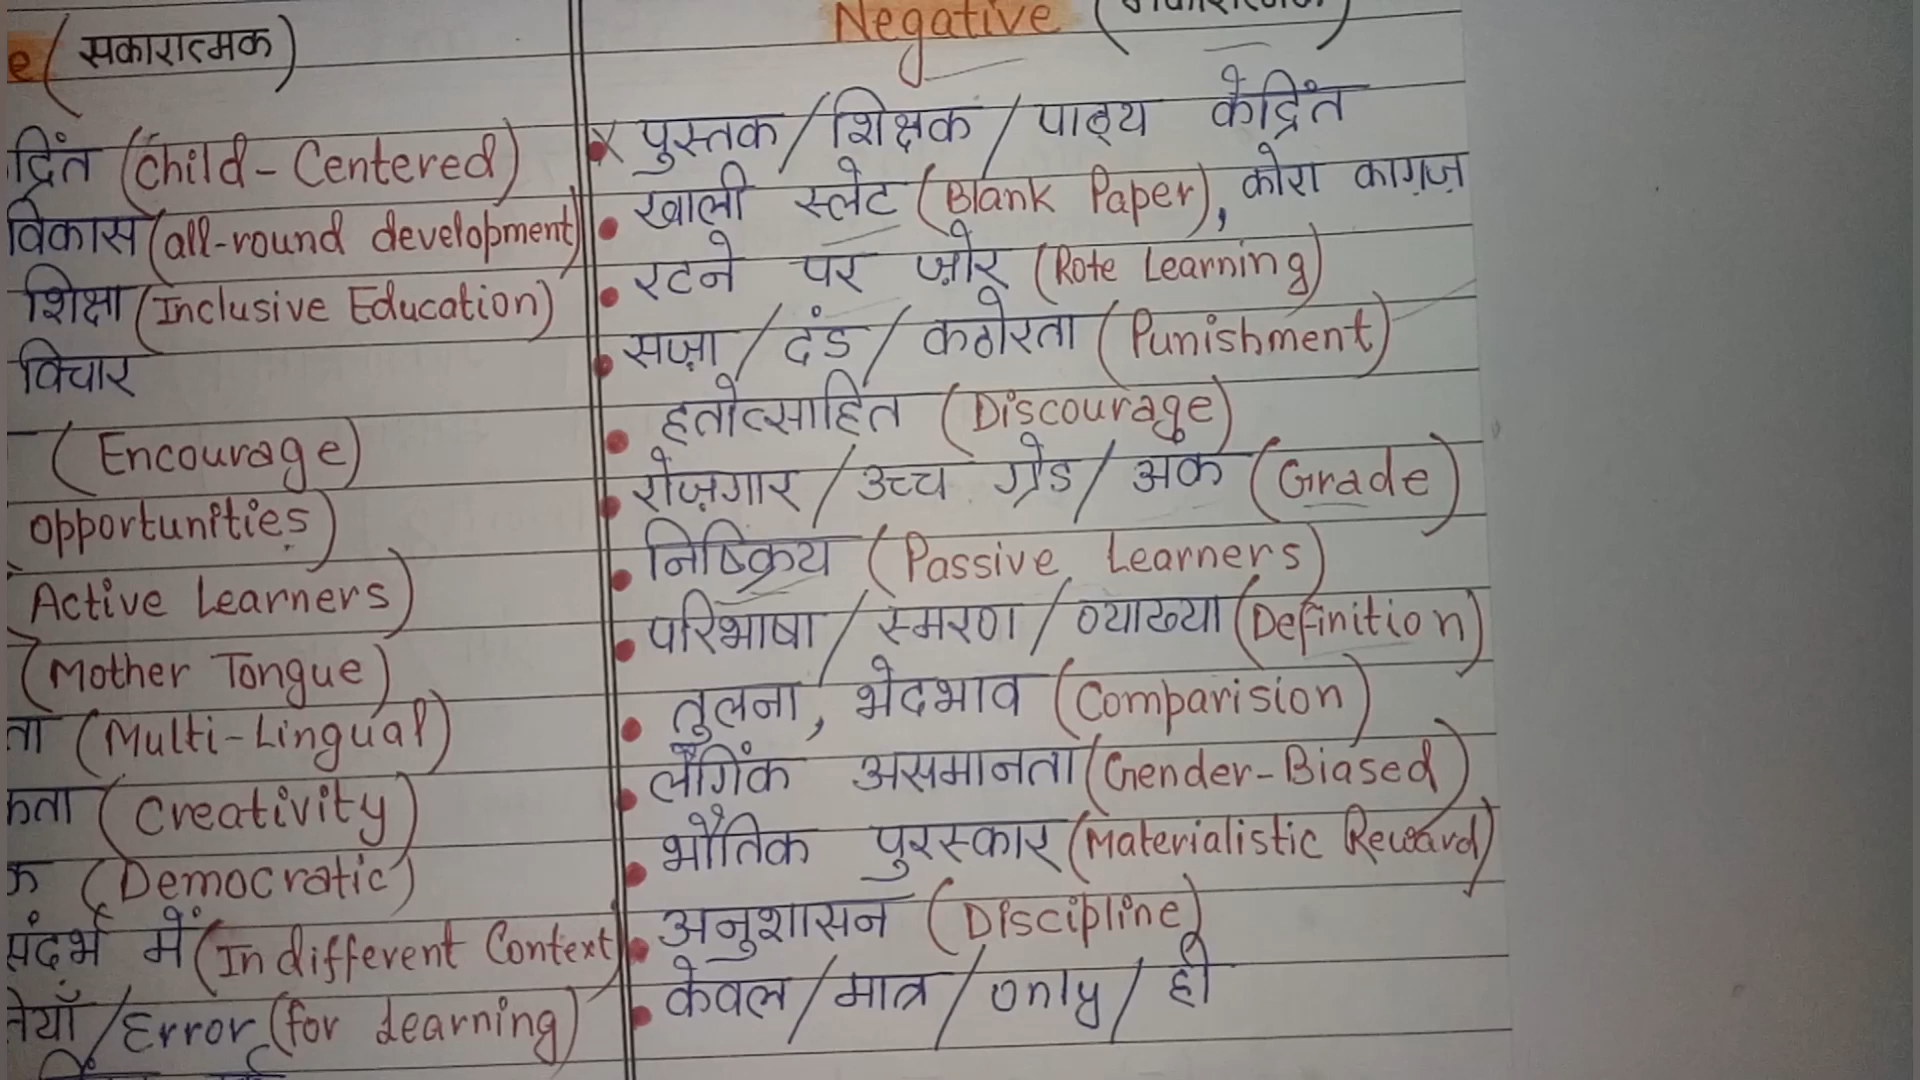 (सकारात्मक)
Negative
द्रित (Child-Centered)
विकास (all-round development)
शिक्षा (Inclusive Education)
विचार
(Encourage)
opportunities)
Active Learners)
(Mother Tongue)
ता (Multi-Lingual)
कता (Creativity)
क (Democratic)
संदर्भ में (In different Context)
/Error (for learning)
पुस्तक/शिक्षक/पाठ्य केंद्रित
खाली स्लेट (Blank Paper), कोरा काग़ज़
रटने पर ज़ोर (Rote Learning)
सज़ा/दंड/कठोरता (Punishment)
हतोत्साहित (Discourage)
रोज़गार/उच्च ग्रेड/अंक (Grade)
निष्क्रिय (Passive Learners)
परिभाषा/स्मरण/व्याख्या (Definition)
तुलना, भेदभाव (Comparision)
लैंगिक असमानता (Gender-Biased)
भौतिक पुरस्कार (Materialistic Reward)
अनुशासन (Discipline)
केवल/मात्र/only/ही